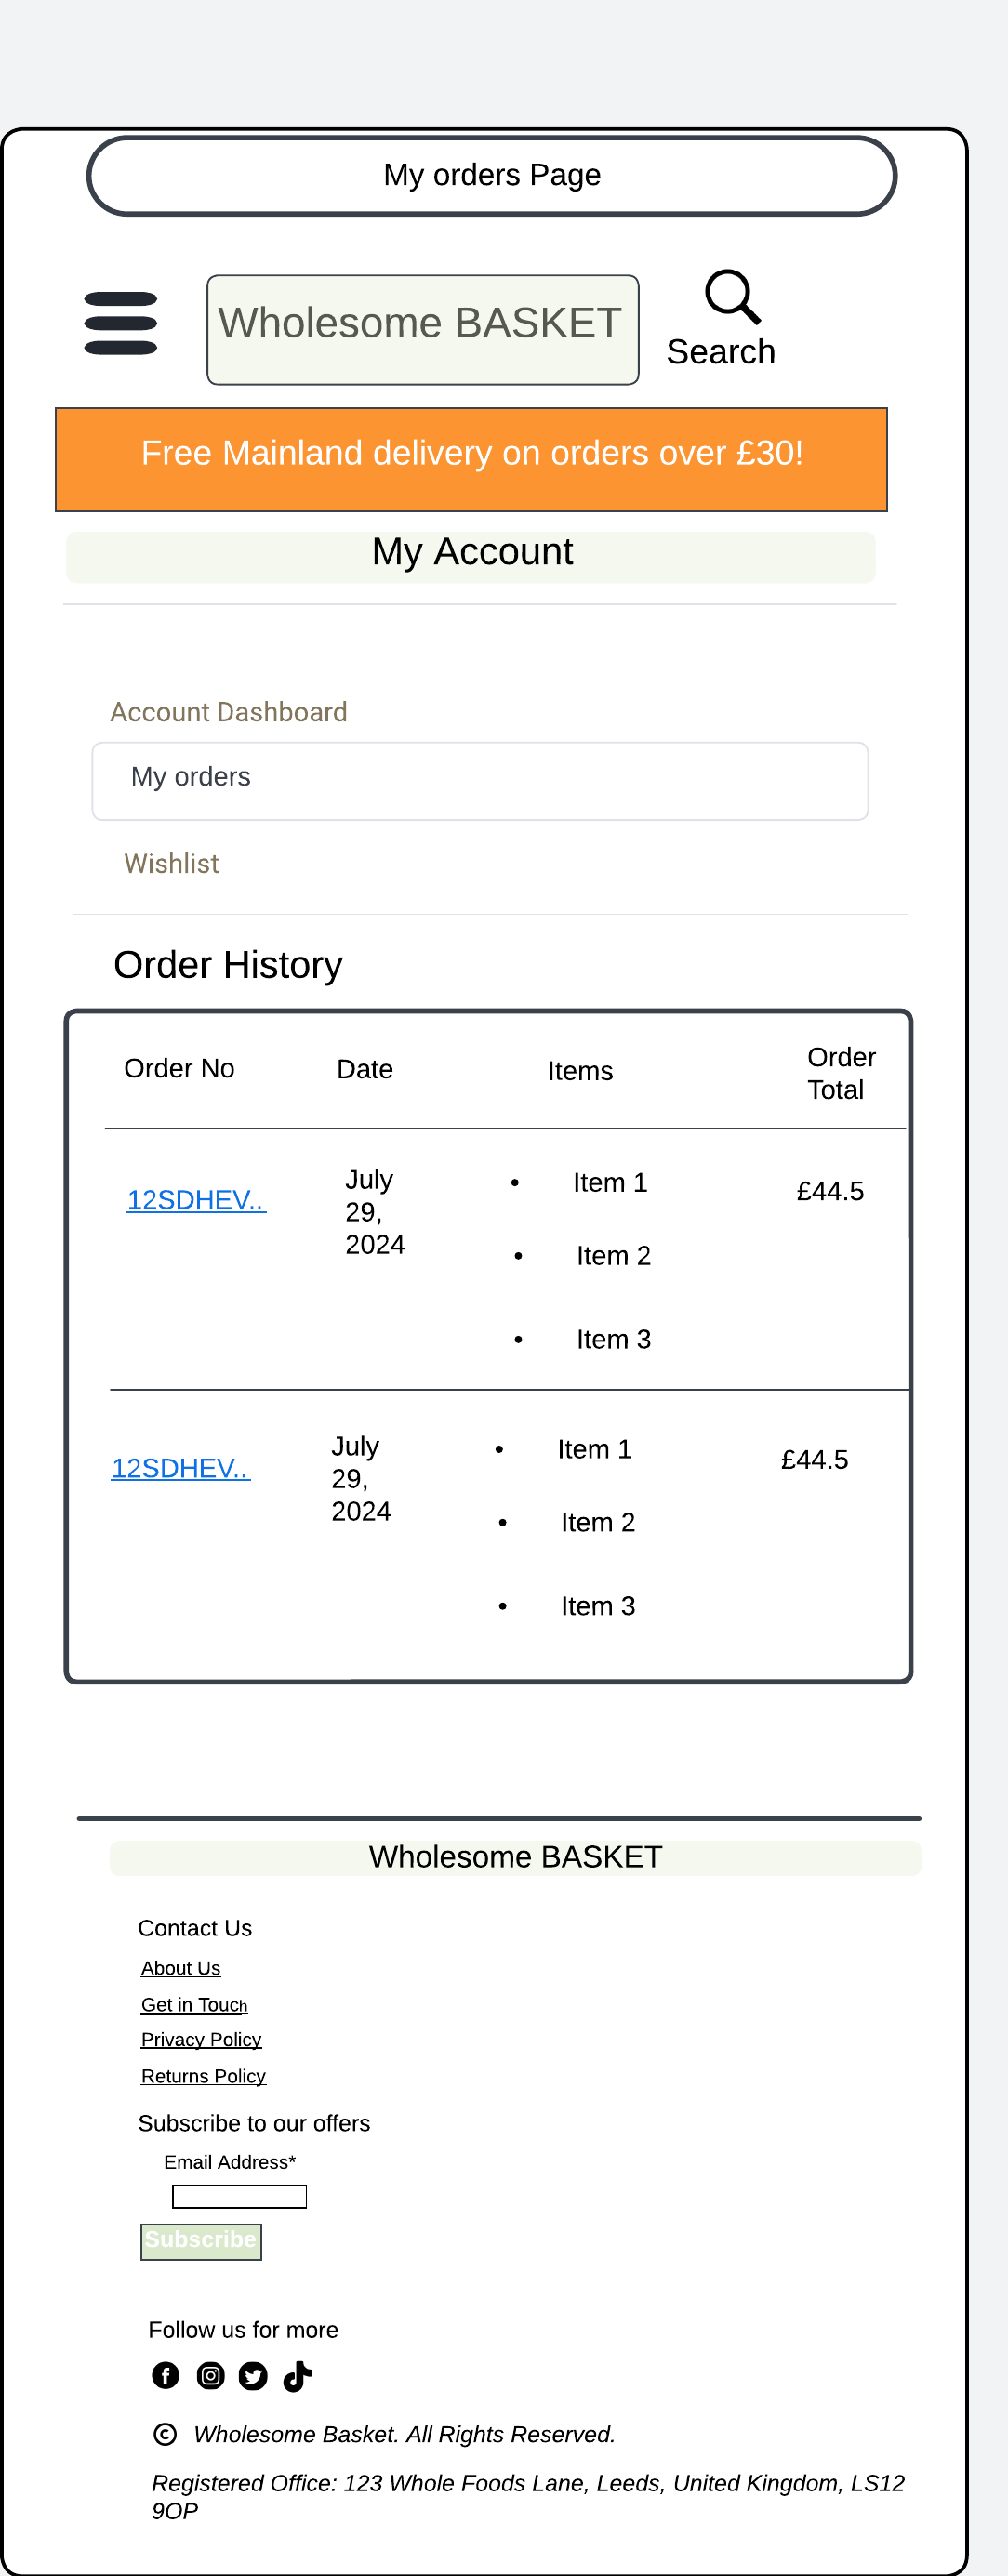 My orders Page
Wholesome BASKET
Search
Free Mainland delivery on orders over £30!
My Account
Account Dashboard
My orders
Wishlist
Order History
Order No Date Items Order
Total
12SDHEV.. July
29,
2024
• Item 1
• Item 2
• Item 3
£44.5
12SDHEV.. July
29,
2024
• Item 1
• Item 2
• Item 3
£44.5
Wholesome BASKET
Contact Us
About Us
Get in Touch
Privacy Policy
Returns Policy
Subscribe to our offers
Email Address*
Subscribe
Follow us for more
© Wholesome Basket. All Rights Reserved.
Registered Office: 123 Whole Foods Lane, Leeds, United Kingdom, LS12
9OP